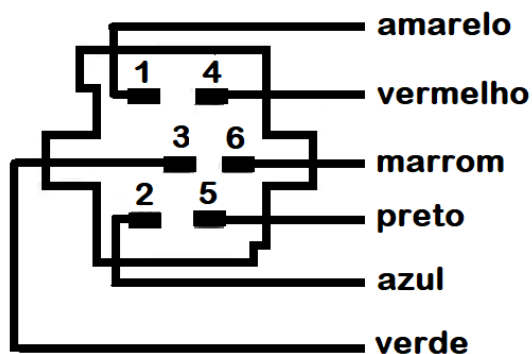 amarelo
1 4
vermelho
3 6
marrom
2 5
preto
azul
verde